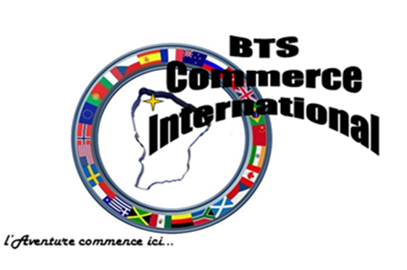 BTS
Commerce
International
l'Aventure commence ici...